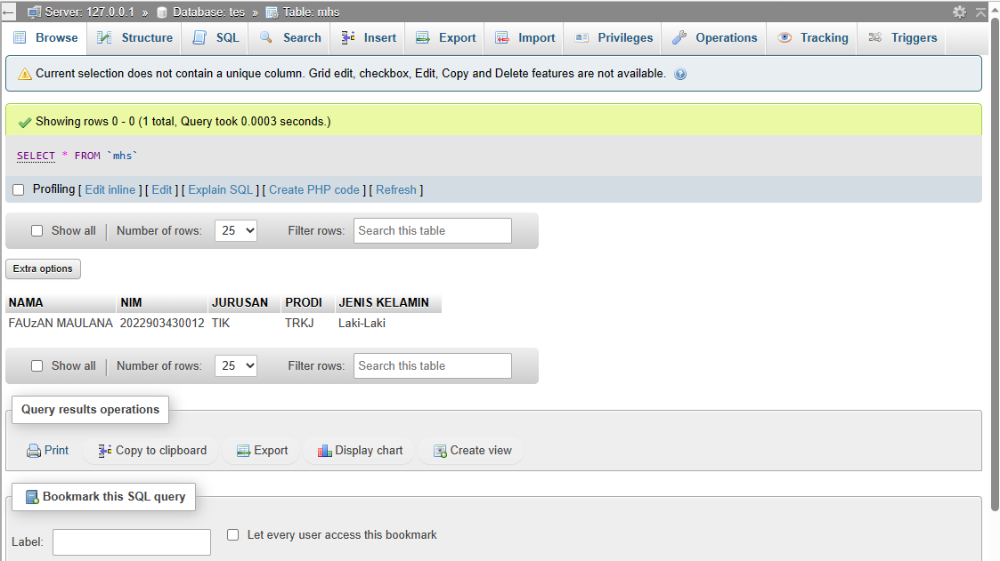 Server: 127.0.0.1 » Database: tes » Table: mhs
Browse Structure SQL Search Insert Export Import Privileges Operations Tracking Triggers
Current selection does not contain a unique column. Grid edit, checkbox, Edit, Copy and Delete features are not available.
Showing rows 0 - 0 (1 total, Query took 0.0003 seconds.)
SELECT * FROM `mhs`
Profiling [ Edit inline ] [ Edit ] [ Explain SQL ] [ Create PHP code ] [ Refresh ]
Show all | Number of rows: 25 Filter rows: Search this table
Extra options
NAMA NIM JURUSAN PRODI JENIS KELAMIN
FAUzAN MAULANA 2022903430012 TIK TRKJ Laki-Laki
Show all | Number of rows: 25 Filter rows: Search this table
Query results operations
Print Copy to clipboard Export Display chart Create view
Bookmark this SQL query
Label: Let every user access this bookmark